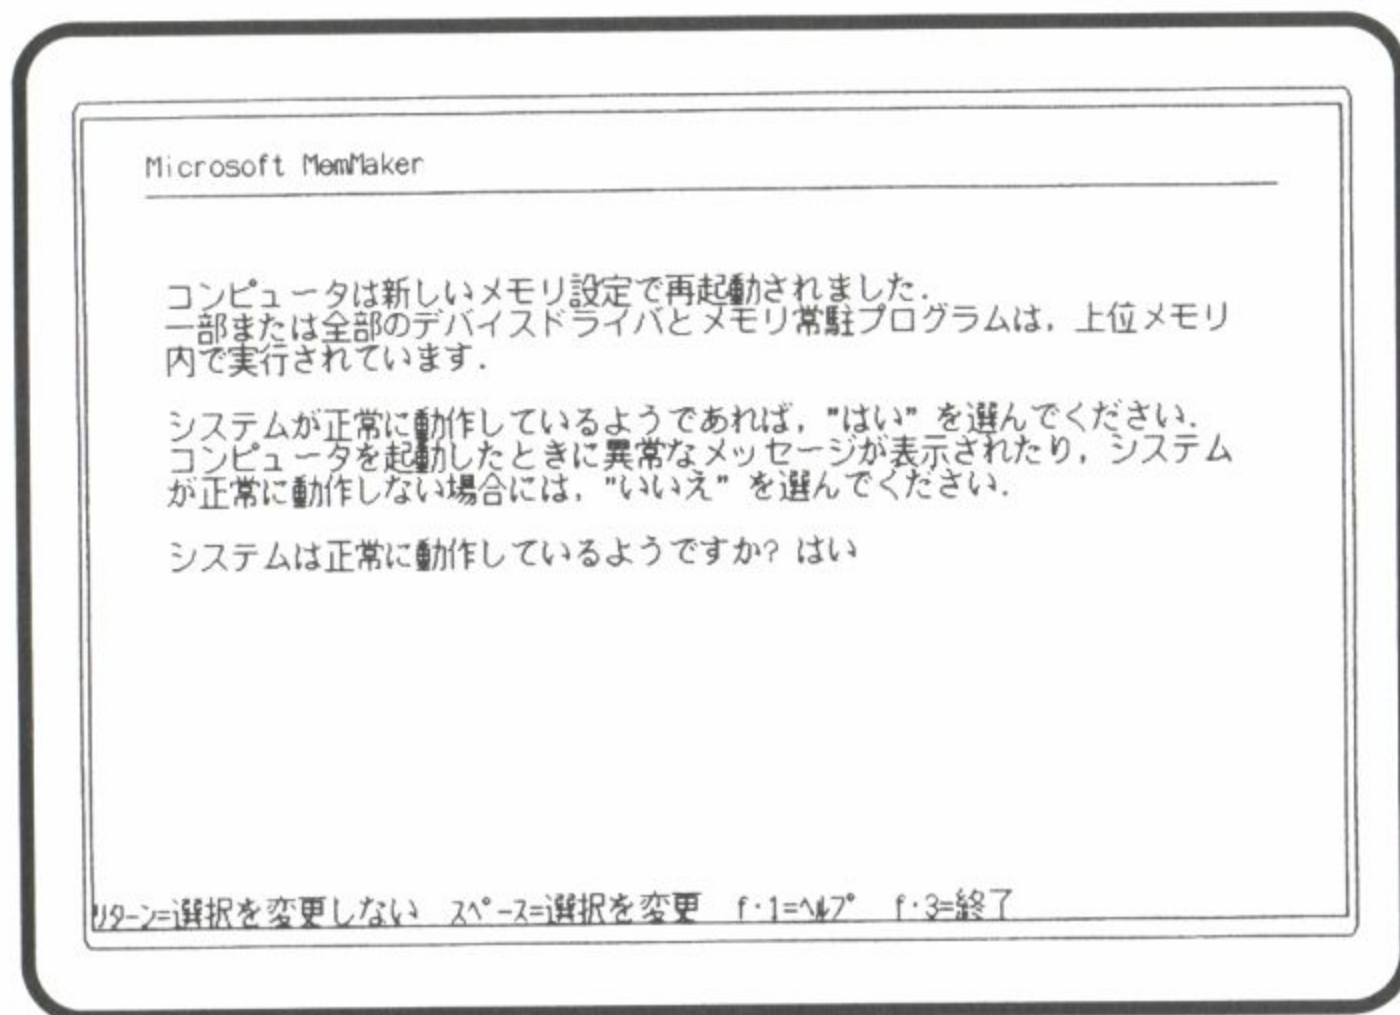 Microsoft MemMaker
コンピュータは新しいメモリ設定で再起動されました.
一部または全部のデバイスドライバとメモリ常駐プログラムは, 上位メモリ
内で実行されています.
システムが正常に動作しているようであれば, "はい" を選んでください.
コンピュータを起動したときに異常なメッセージが表示されたり, システム
が正常に動作しない場合には, "いいえ" を選んでください.
システムは正常に動作しているようですか? はい
ﾘﾀｰﾝ=選択を変更しない ｽﾍﾟｰｽ=選択を変更 f・1=ﾍﾙﾌﾟ f・3=終了